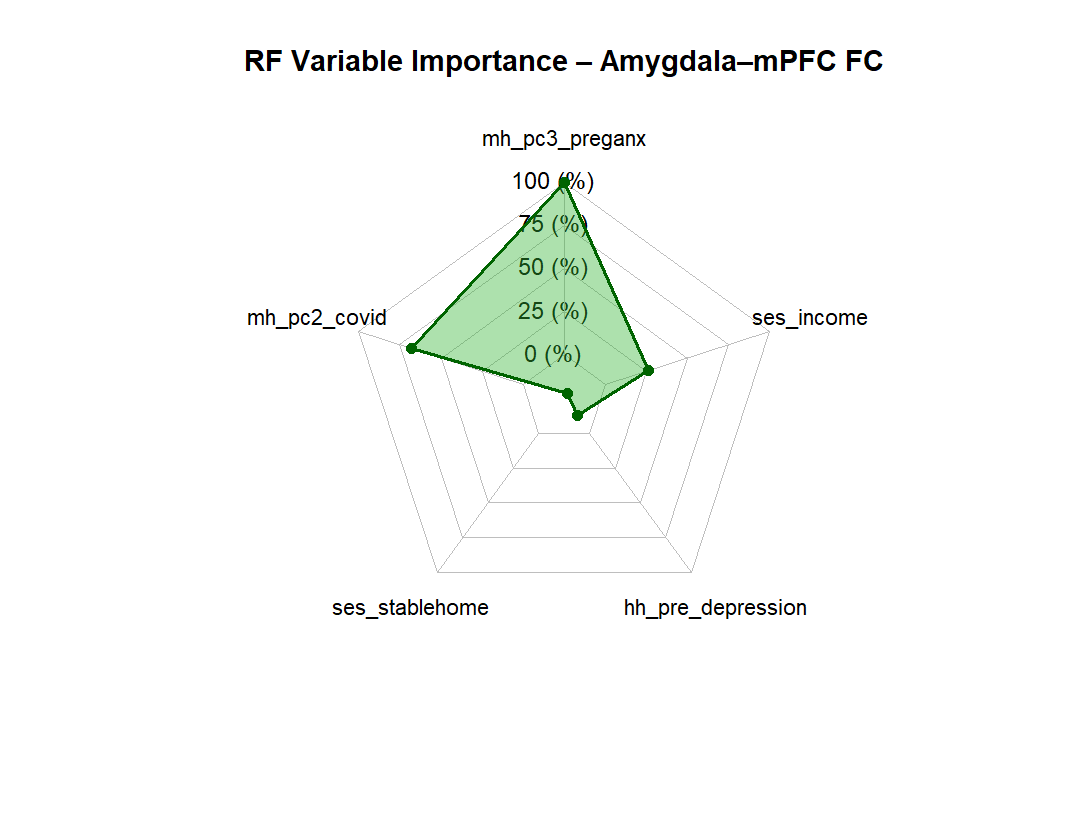 RF Variable Importance – Amygdala–mPFC FC
mh_pc3_preganx
100 (%)
75 (%)
50 (%)
mh_pc2_covid
25 (%)
ses_income
0 (%)
ses_stablehome
hh_pre_depression